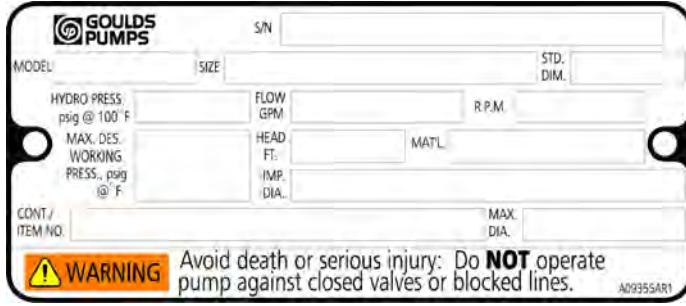 GOULDS
PUMPS
S/N
MODEL
SIZE
STD.
DIM.
HYDRO PRESS
psig @ 100°F
FLOW
GPM
R.P.M.
MAX. DES.
WORKING
PRESS., psig
@°F
HEAD
FT.
MAT'L.
IMP.
DIA.
CONT./
ITEM NO.
MAX.
DIA.
WARNING
Avoid death or serious injury: Do NOT operate
pump against closed valves or blocked lines.
A09355AR1